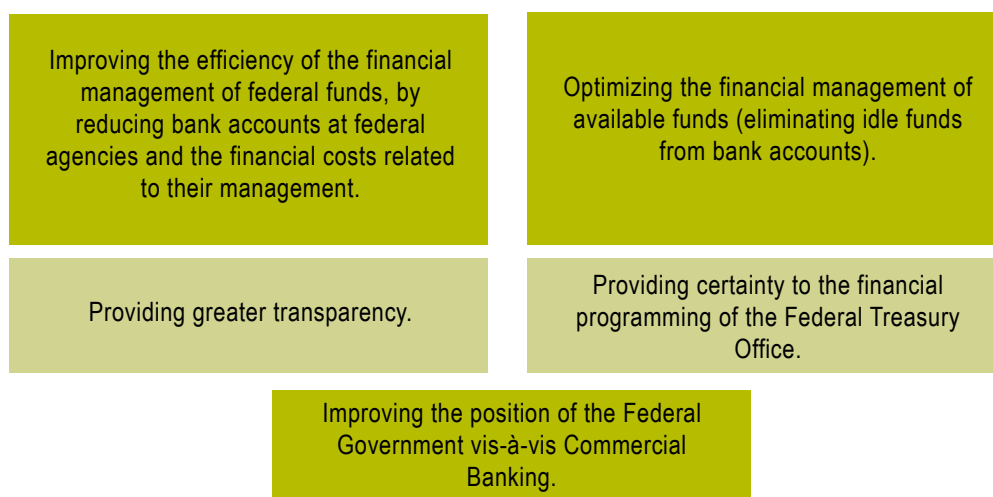 Improving the efficiency of the financial
management of federal funds, by
reducing bank accounts at federal
agencies and the financial costs related
to their management.
Optimizing the financial management of
available funds (eliminating idle funds
from bank accounts).
Providing greater transparency.
Providing certainty to the financial
programming of the Federal Treasury
Office.
Improving the position of the Federal
Government vis-à-vis Commercial
Banking.